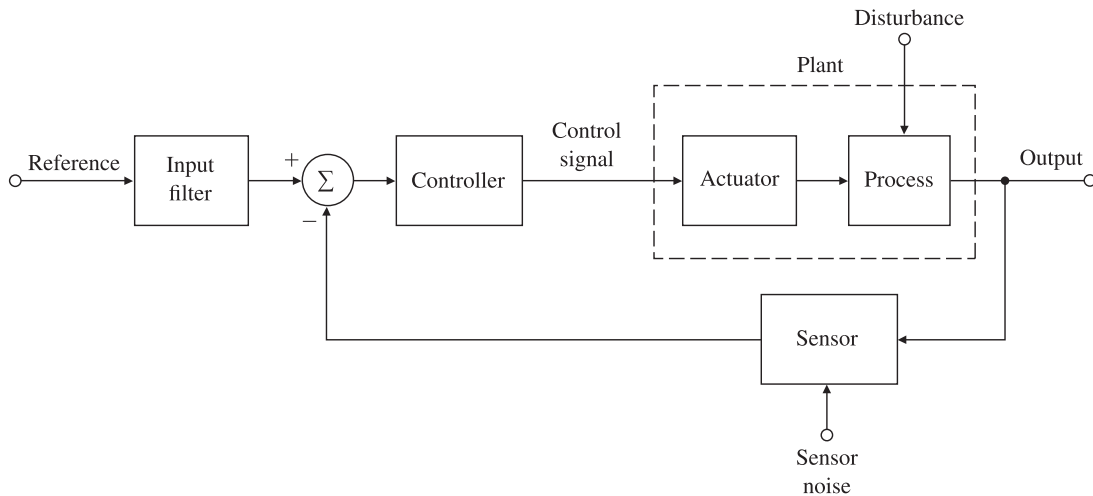 Disturbance
Plant
Reference
Input
filter
+
Σ
−
Controller
Control
signal
Actuator
Process
Output
Sensor
Sensor
noise